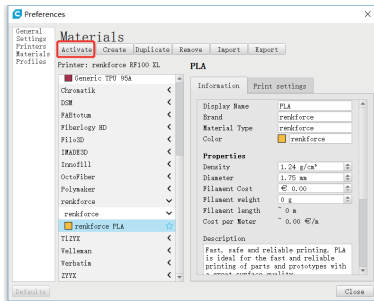 Preferences
General
Settings
Printers
Materials
Profiles
Materials
Activate Create Duplicate Remove Import Export
Printer: renkforce RF100 XL
Generic TPU 95A
Chromatik
DSM
FABtotum
Fiberlogy HD
Filo3D
IMADE3D
Innofill
OctoFiber
Polymaker
renkforce
renkforce
renkforce PLA
TiZYX
Velleman
Verbatim
ZYYX
PLA
Information Print settings
Display Name PLA
Brand renkforce
Material Type renkforce
Color renkforce
Properties
Density 1.24 g/cm³
Diameter 1.75 mm
Filament Cost € 0.00
Filament weight 0 g
Filament length ~ 0 m
Cost per Meter ~ 0.00 €/m
Description
Fast, safe and reliable printing. PLA
is ideal for the fast and reliable
printing of parts and prototypes with
a great surface quality.
Defaults
Close